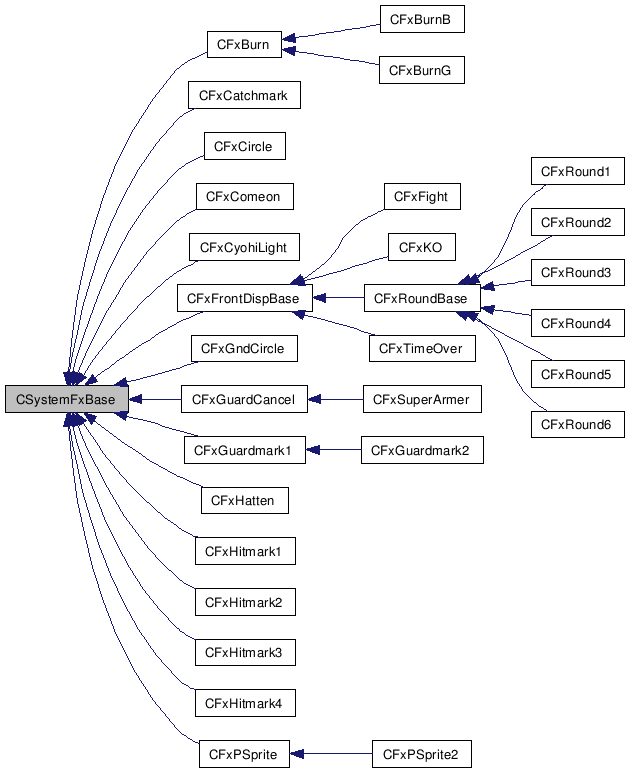 CFxBurnB
CFxBurn
CFxBurnG
CFxCatchmark
CFxCircle
CFxRound1
CFxComeon
CFxFight
CFxRound2
CFxCyohiLight
CFxKO
CFxRound3
CFxFrontDispBase
CFxRoundBase
CFxRound4
CFxGndCircle
CFxTimeOver
CFxRound5
CSystemFxBase
CFxGuardCancel
CFxSuperArmer
CFxRound6
CFxGuardmark1
CFxGuardmark2
CFxHatten
CFxHitmark1
CFxHitmark2
CFxHitmark3
CFxHitmark4
CFxPSprite
CFxPSprite2